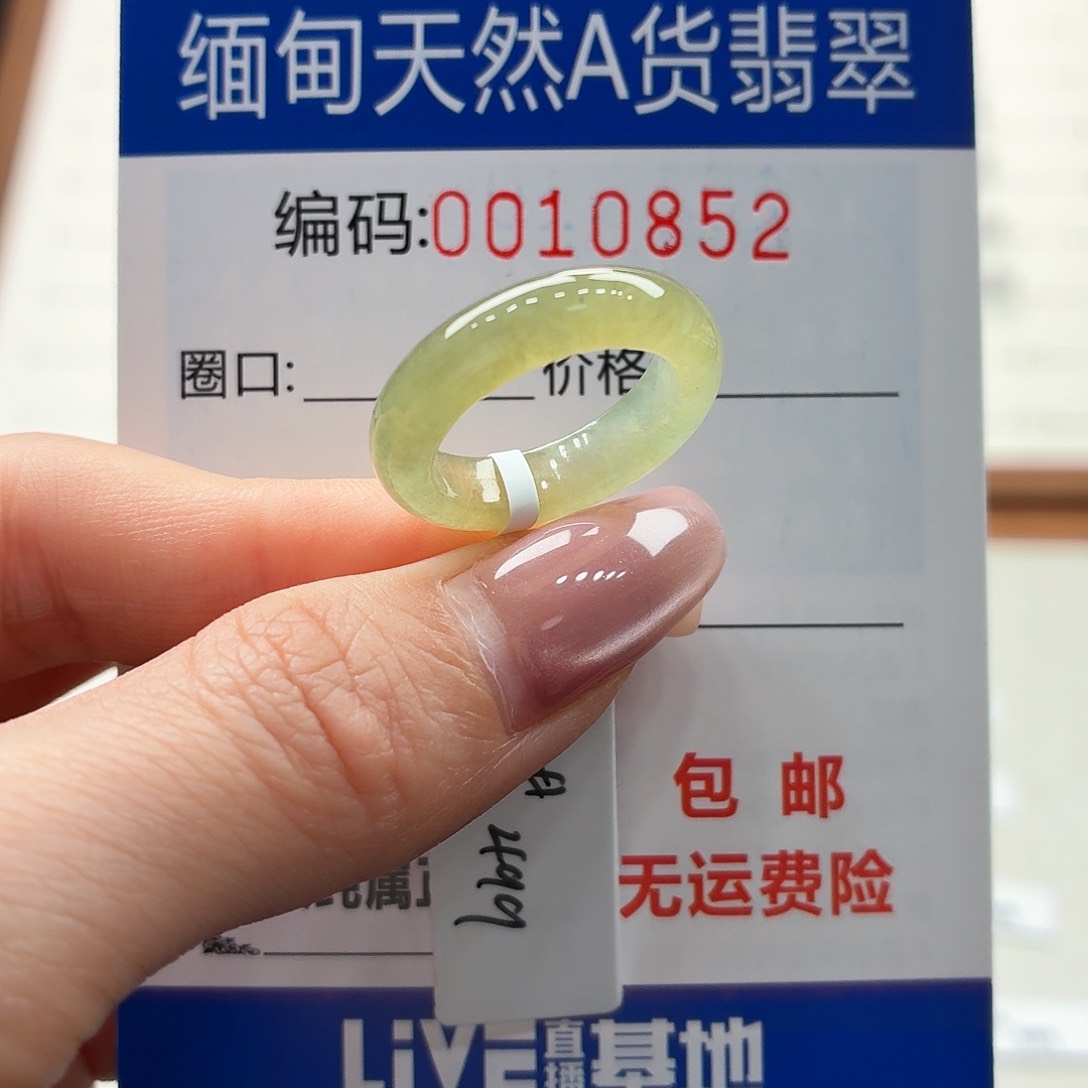 缅甸天然A货翡翠
编码:0010852
圈口: 价格
包邮
499
无运费险
LiVE直播基地